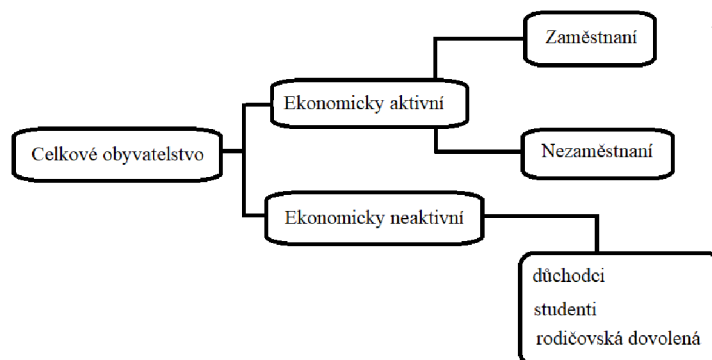 Zaměstnaní
Ekonomicky aktivní
Celkové obyvatelstvo
Nezaměstnaní
Ekonomicky neaktivní
důchodci
studenti
rodičovská dovolená